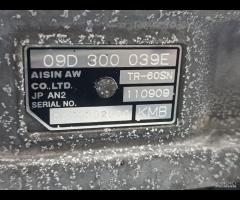 09D 300 039E
AISIN AW TR-60SN
CO.,LTD.
JP AN2 110909
SERIAL NO.
KMB